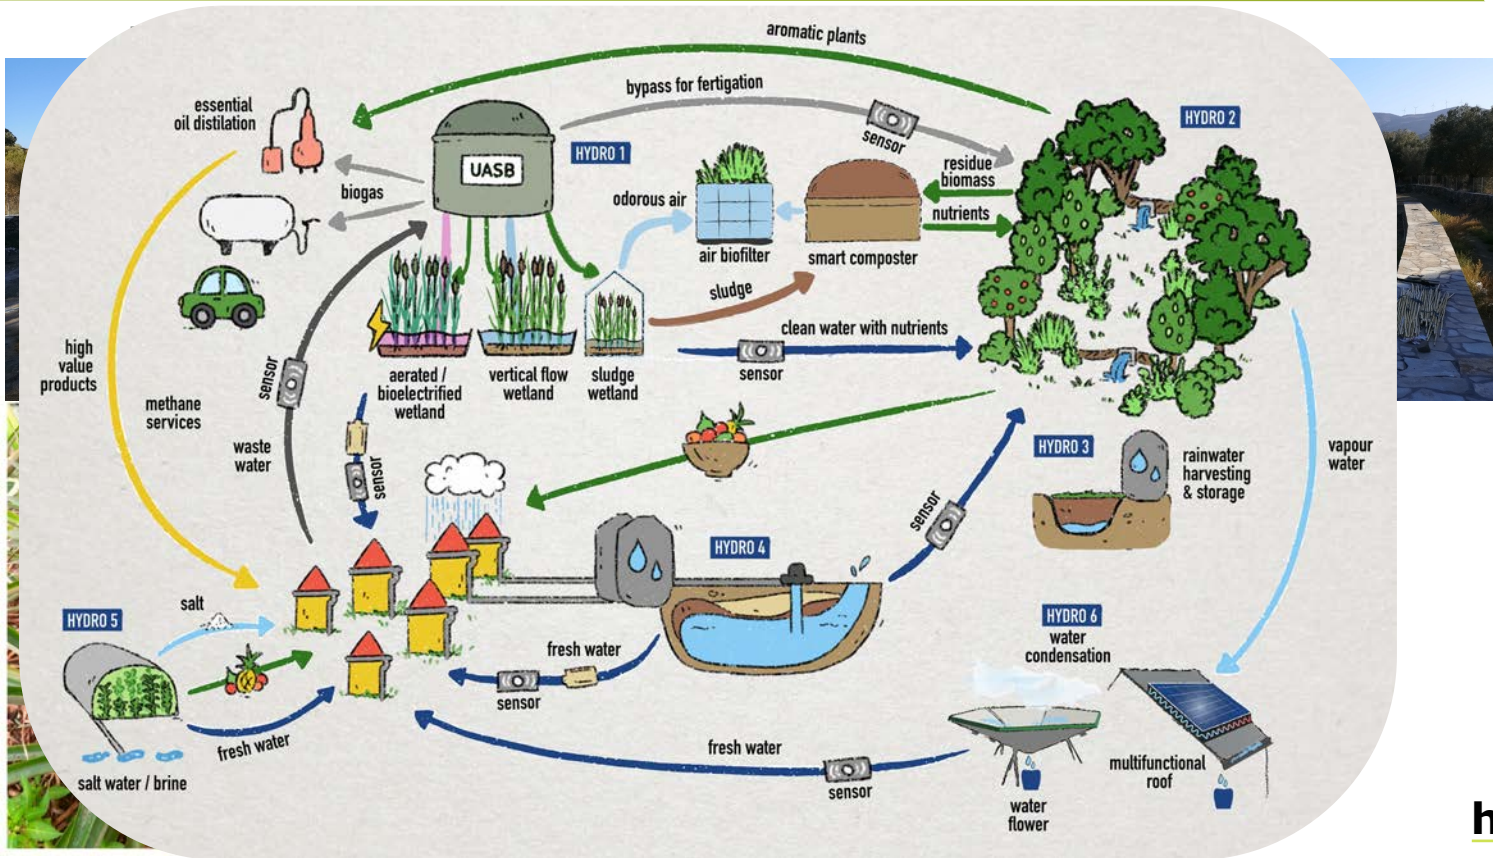 aromatic plants
bypass for fertigation
essential
oil distilation
UASB
HYDRO 1
HYDRO 2
sensor
residue
biomass
biogas
odorous air
nutrients
air biofilter
smart composter
sludge
clean water with nutrients
sensor
high
value
products
methane
services
sensor
waste
water
aerated /
bioelectrified
wetland
vertical flow
wetland
sludge
wetland
sensor
HYDRO 3
rainwater
harvesting
& storage
vapour
water
sensor
HYDRO 4
HYDRO 5
salt
fresh water
sensor
HYDRO 6
water
condensation
fresh water
salt water / brine
fresh water
sensor
multifunctional
roof
water
flower
h